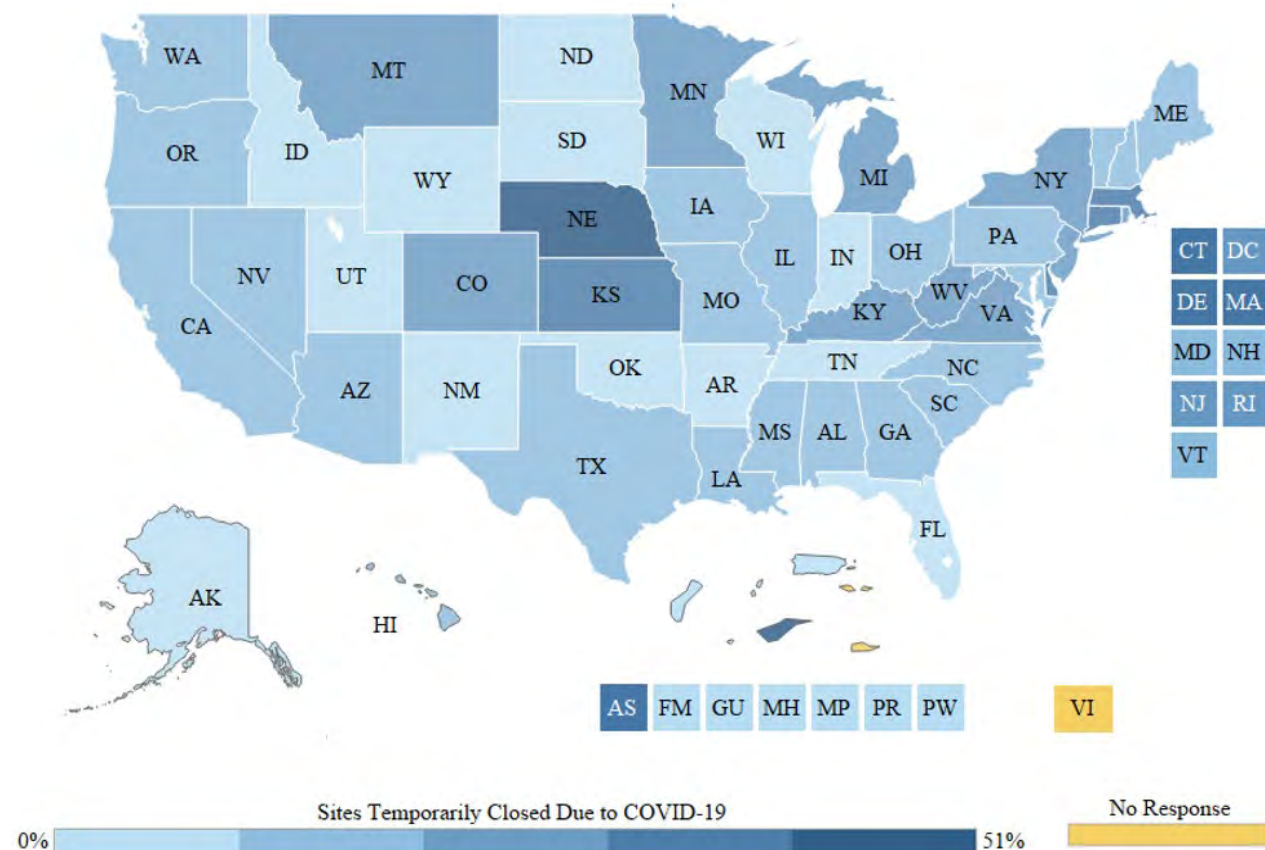 WA
MT
ND
MN
ME
OR
ID
SD
WI
WY
MI
NY
NE
IA
PA
NV
UT
CO
IL
IN
OH
CT DC
KS
MO
WV
CA
KY
VA
DE MA
OK
TN
NC
MD NH
AZ
NM
AR
SC
NJ RI
MS
AL
GA
TX
LA
VT
FL
AK
HI
AS FM GU MH MP PR PW VI
Sites Temporarily Closed Due to COVID-19
No Response
0% 51%